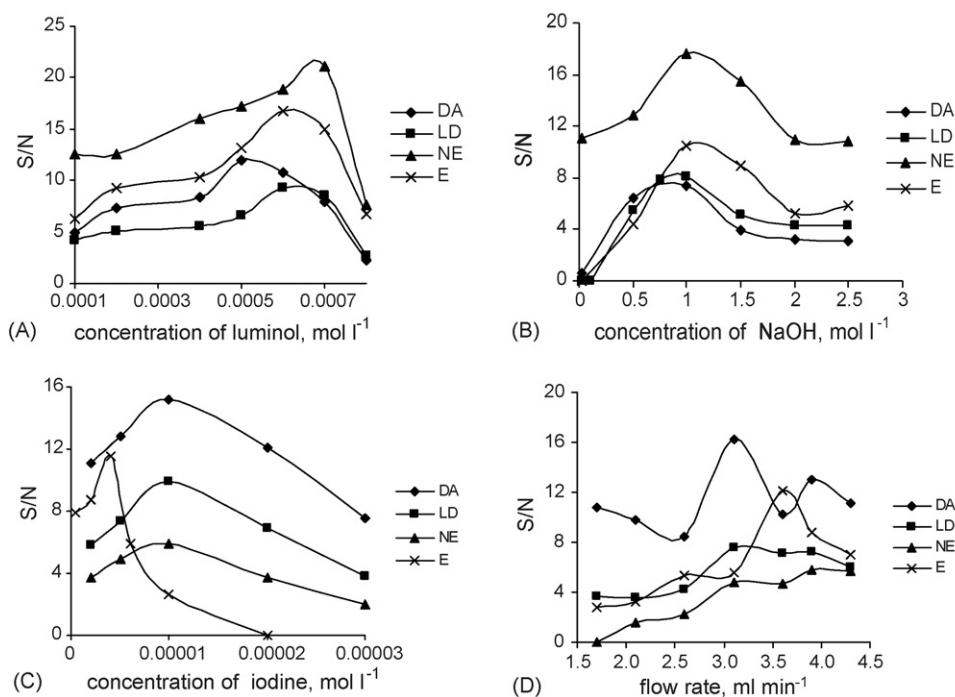 25
20
15
10
5
0
S/N
0.0001 0.0003 0.0005 0.0007
(A) concentration of luminol, mol l⁻¹
DA
LD
NE
E
20
16
12
8
4
0
S/N
0 0.5 1 1.5 2 2.5 3
(B) concentration of NaOH, mol l⁻¹
DA
LD
NE
E
16
12
8
4
0
S/N
0 0.00001 0.00002 0.00003
(C) concentration of iodine, mol l⁻¹
DA
LD
NE
E
20
16
12
8
4
0
S/N
1.5 2.0 2.5 3.0 3.5 4.0 4.5
(D) flow rate, ml min⁻¹
DA
LD
NE
E